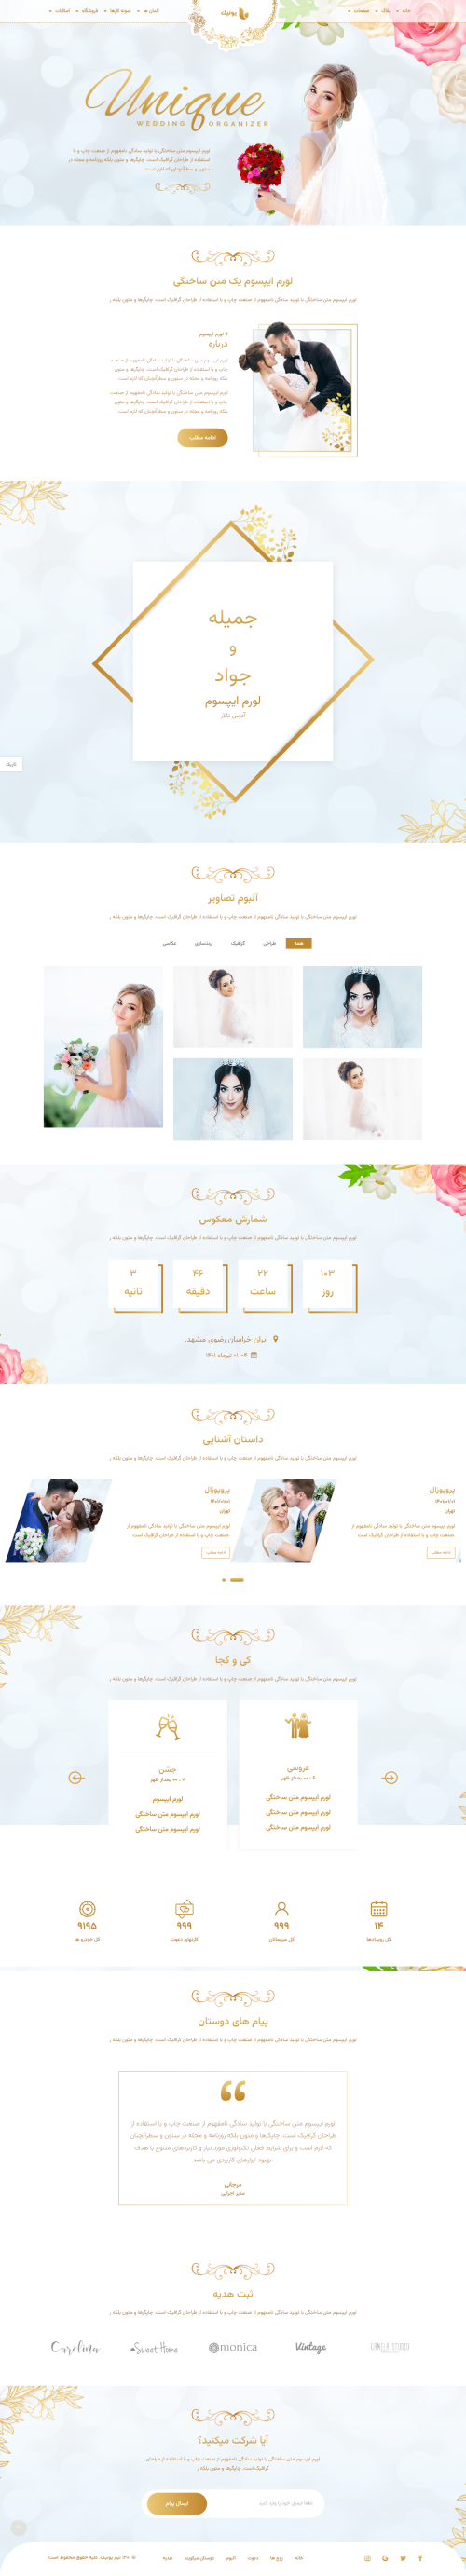 خانه
بلاگ
صفحات
یونیک
المان ها
نمونه کارها
فروشگاه
امکانات
Unique
WEDDING ORGANIZER
لورم ایپسوم متن ساختگی با تولید سادگی نامفهوم از صنعت چاپ و با
استفاده از طراحان گرافیک است. چاپگرها و متون بلکه روزنامه و مجله در
ستون و سطرآنچنان که لازم است
لورم ایپسوم یک متن ساختگی
لورم ایپسوم متن ساختگی با تولید سادگی نامفهوم از صنعت چاپ و با استفاده از طراحان گرافیک است. چاپگرها و متون بلکه ر
# لورم ایپسوم
درباره
لورم ایپسوم متن ساختگی با تولید سادگی نامفهوم از صنعت
چاپ و با استفاده از طراحان گرافیک است. چاپگرها و متون
بلکه روزنامه و مجله در ستون و سطرآنچنان که لازم است
لورم ایپسوم متن ساختگی با تولید سادگی نامفهوم از صنعت
چاپ و با استفاده از طراحان گرافیک است. چاپگرها و متون
بلکه روزنامه و مجله در ستون و سطرآنچنان که لازم است
ادامه مطلب
جمیله
و
جواد
لورم ایپسوم
آدرس تالار
تاریک
آلبوم تصاویر
لورم ایپسوم متن ساختگی با تولید سادگی نامفهوم از صنعت چاپ و با استفاده از طراحان گرافیک است. چاپگرها و متون بلکه ر
همه
طراحی
گرافیک
برندسازی
عکاسی
شمارش معکوس
لورم ایپسوم متن ساختگی با تولید سادگی نامفهوم از صنعت چاپ و با استفاده از طراحان گرافیک است. چاپگرها و متون بلکه ر
۱۰۳
روز
۲۲
ساعت
۴۶
دقیقه
۳
ثانیه
ایران خراسان رضوی مشهد.
۰۱-۰۴ تیرماه ۱۴۰۱
داستان آشنایی
لورم ایپسوم متن ساختگی با تولید سادگی نامفهوم از صنعت چاپ و با استفاده از طراحان گرافیک است. چاپگرها و متون بلکه ر
پروپوزال
۱۴۰۱/۰۱/۰۱
تهران
لورم ایپسوم متن ساختگی با تولید سادگی نامفهوم از
صنعت چاپ و با استفاده از طراحان گرافیک است
ادامه مطلب
پروپوزال
۱۴۰۱/۰۱/۰۱
تهران
لورم ایپسوم متن ساختگی با تولید سادگی نامفهوم از
صنعت چاپ و با استفاده از طراحان گرافیک است
ادامه مطلب
کی و کجا
لورم ایپسوم متن ساختگی با تولید سادگی نامفهوم از صنعت چاپ و با استفاده از طراحان گرافیک است. چاپگرها و متون بلکه ر
عروسی
۶ : ۰۰ بعداز ظهر
لورم ایپسوم متن ساختگی
لورم ایپسوم متن ساختگی
لورم ایپسوم متن ساختگی
جشن
۷ : ۰۰ بعداز ظهر
لورم ایپسوم
لورم ایپسوم متن ساختگی
لورم ایپسوم متن ساختگی
۱۴
کل رویدادها
۹۹۹
کل میهمانان
۹۹۹
کارتهای دعوت
۹۱۹۵
کل خودرو ها
پیام های دوستان
لورم ایپسوم متن ساختگی با تولید سادگی نامفهوم از صنعت چاپ و با استفاده از طراحان گرافیک است. چاپگرها و متون بلکه ر
لورم ایپسوم متن ساختگی با تولید سادگی نامفهوم از صنعت چاپ و با استفاده از
طراحان گرافیک است. چاپگرها و متون بلکه روزنامه و مجله در ستون و سطرآنچنان
که لازم است و برای شرایط فعلی تکنولوژی مورد نیاز و کاربردهای متنوع با هدف
بهبود ابزارهای کاربردی می باشد.
مرجانی
مدیر اجرایی
ثبت هدیه
لورم ایپسوم متن ساختگی با تولید سادگی نامفهوم از صنعت چاپ و با استفاده از طراحان گرافیک است. چاپگرها و متون بلکه ر
Carolina
Sweet Home
monica
Vintage
CAMILA STUDIO
آیا شرکت میکنید؟
لورم ایپسوم متن ساختگی با تولید سادگی نامفهوم از صنعت چاپ و با استفاده از طراحان
گرافیک است. چاپگرها و متون بلکه ر
لطفا ایمیل خود را وارد کنید
ارسال پیام
خانه
زوج ها
دعوت
آلبوم
دوستان میگویند
هدیه
© ۱۴۰۱ تیم یونیک. کلیه حقوق محفوظ است